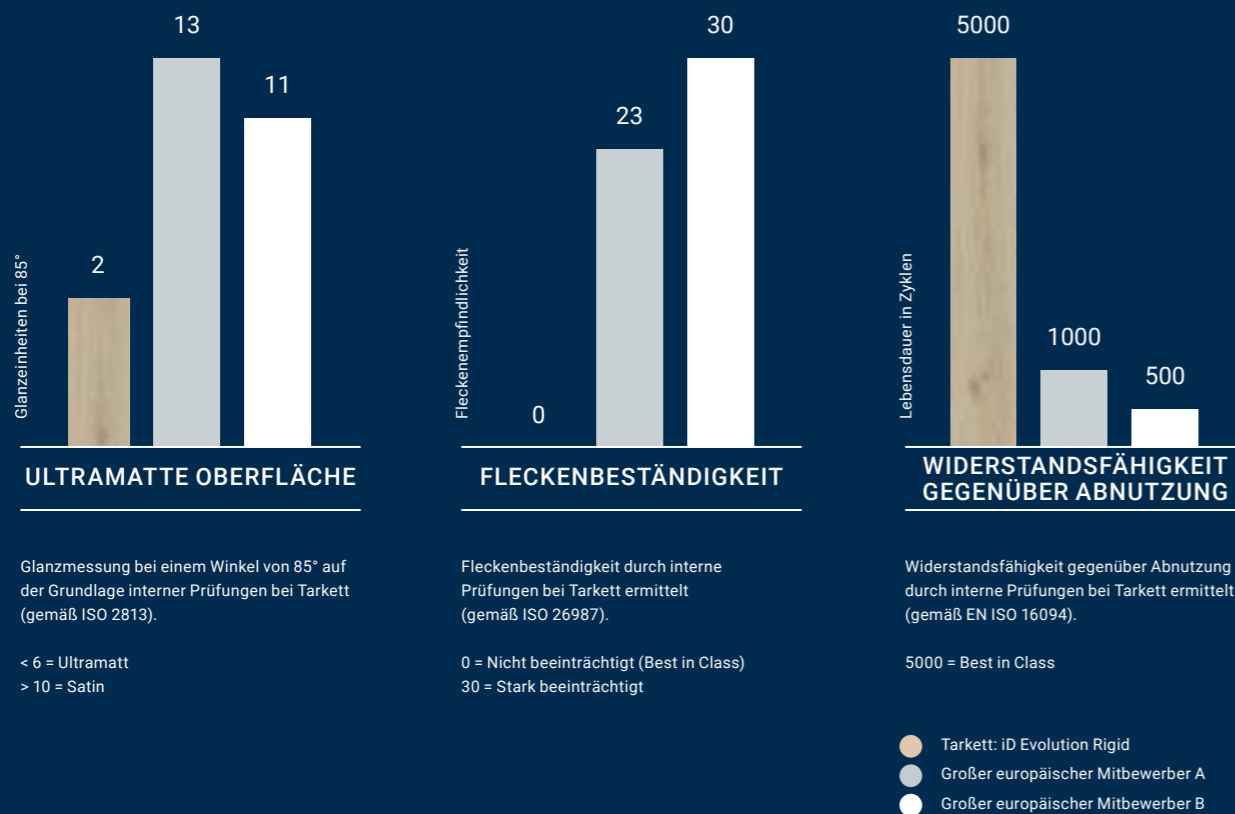 13
11
2
Glanzeinheiten bei 85°
ULTRAMATTE OBERFLÄCHE
Glanzmessung bei einem Winkel von 85° auf
der Grundlage interner Prüfungen bei Tarkett
(gemäß ISO 2813).
< 6 = Ultramatt
> 10 = Satin
30
23
0
Fleckenempfindlichkeit
FLECKENBESTÄNDIGKEIT
Fleckenbeständigkeit durch interne
Prüfungen bei Tarkett ermittelt
(gemäß ISO 26987).
0 = Nicht beeinträchtigt (Best in Class)
30 = Stark beeinträchtigt
5000
1000
500
Lebensdauer in Zyklen
WIDERSTANDSFÄHIGKEIT
GEGENÜBER ABNUTZUNG
Widerstandsfähigkeit gegenüber Abnutzung
durch interne Prüfungen bei Tarkett ermittelt
(gemäß EN ISO 16094).
5000 = Best in Class
Tarkett: iD Evolution Rigid
Großer europäischer Mitbewerber A
Großer europäischer Mitbewerber B